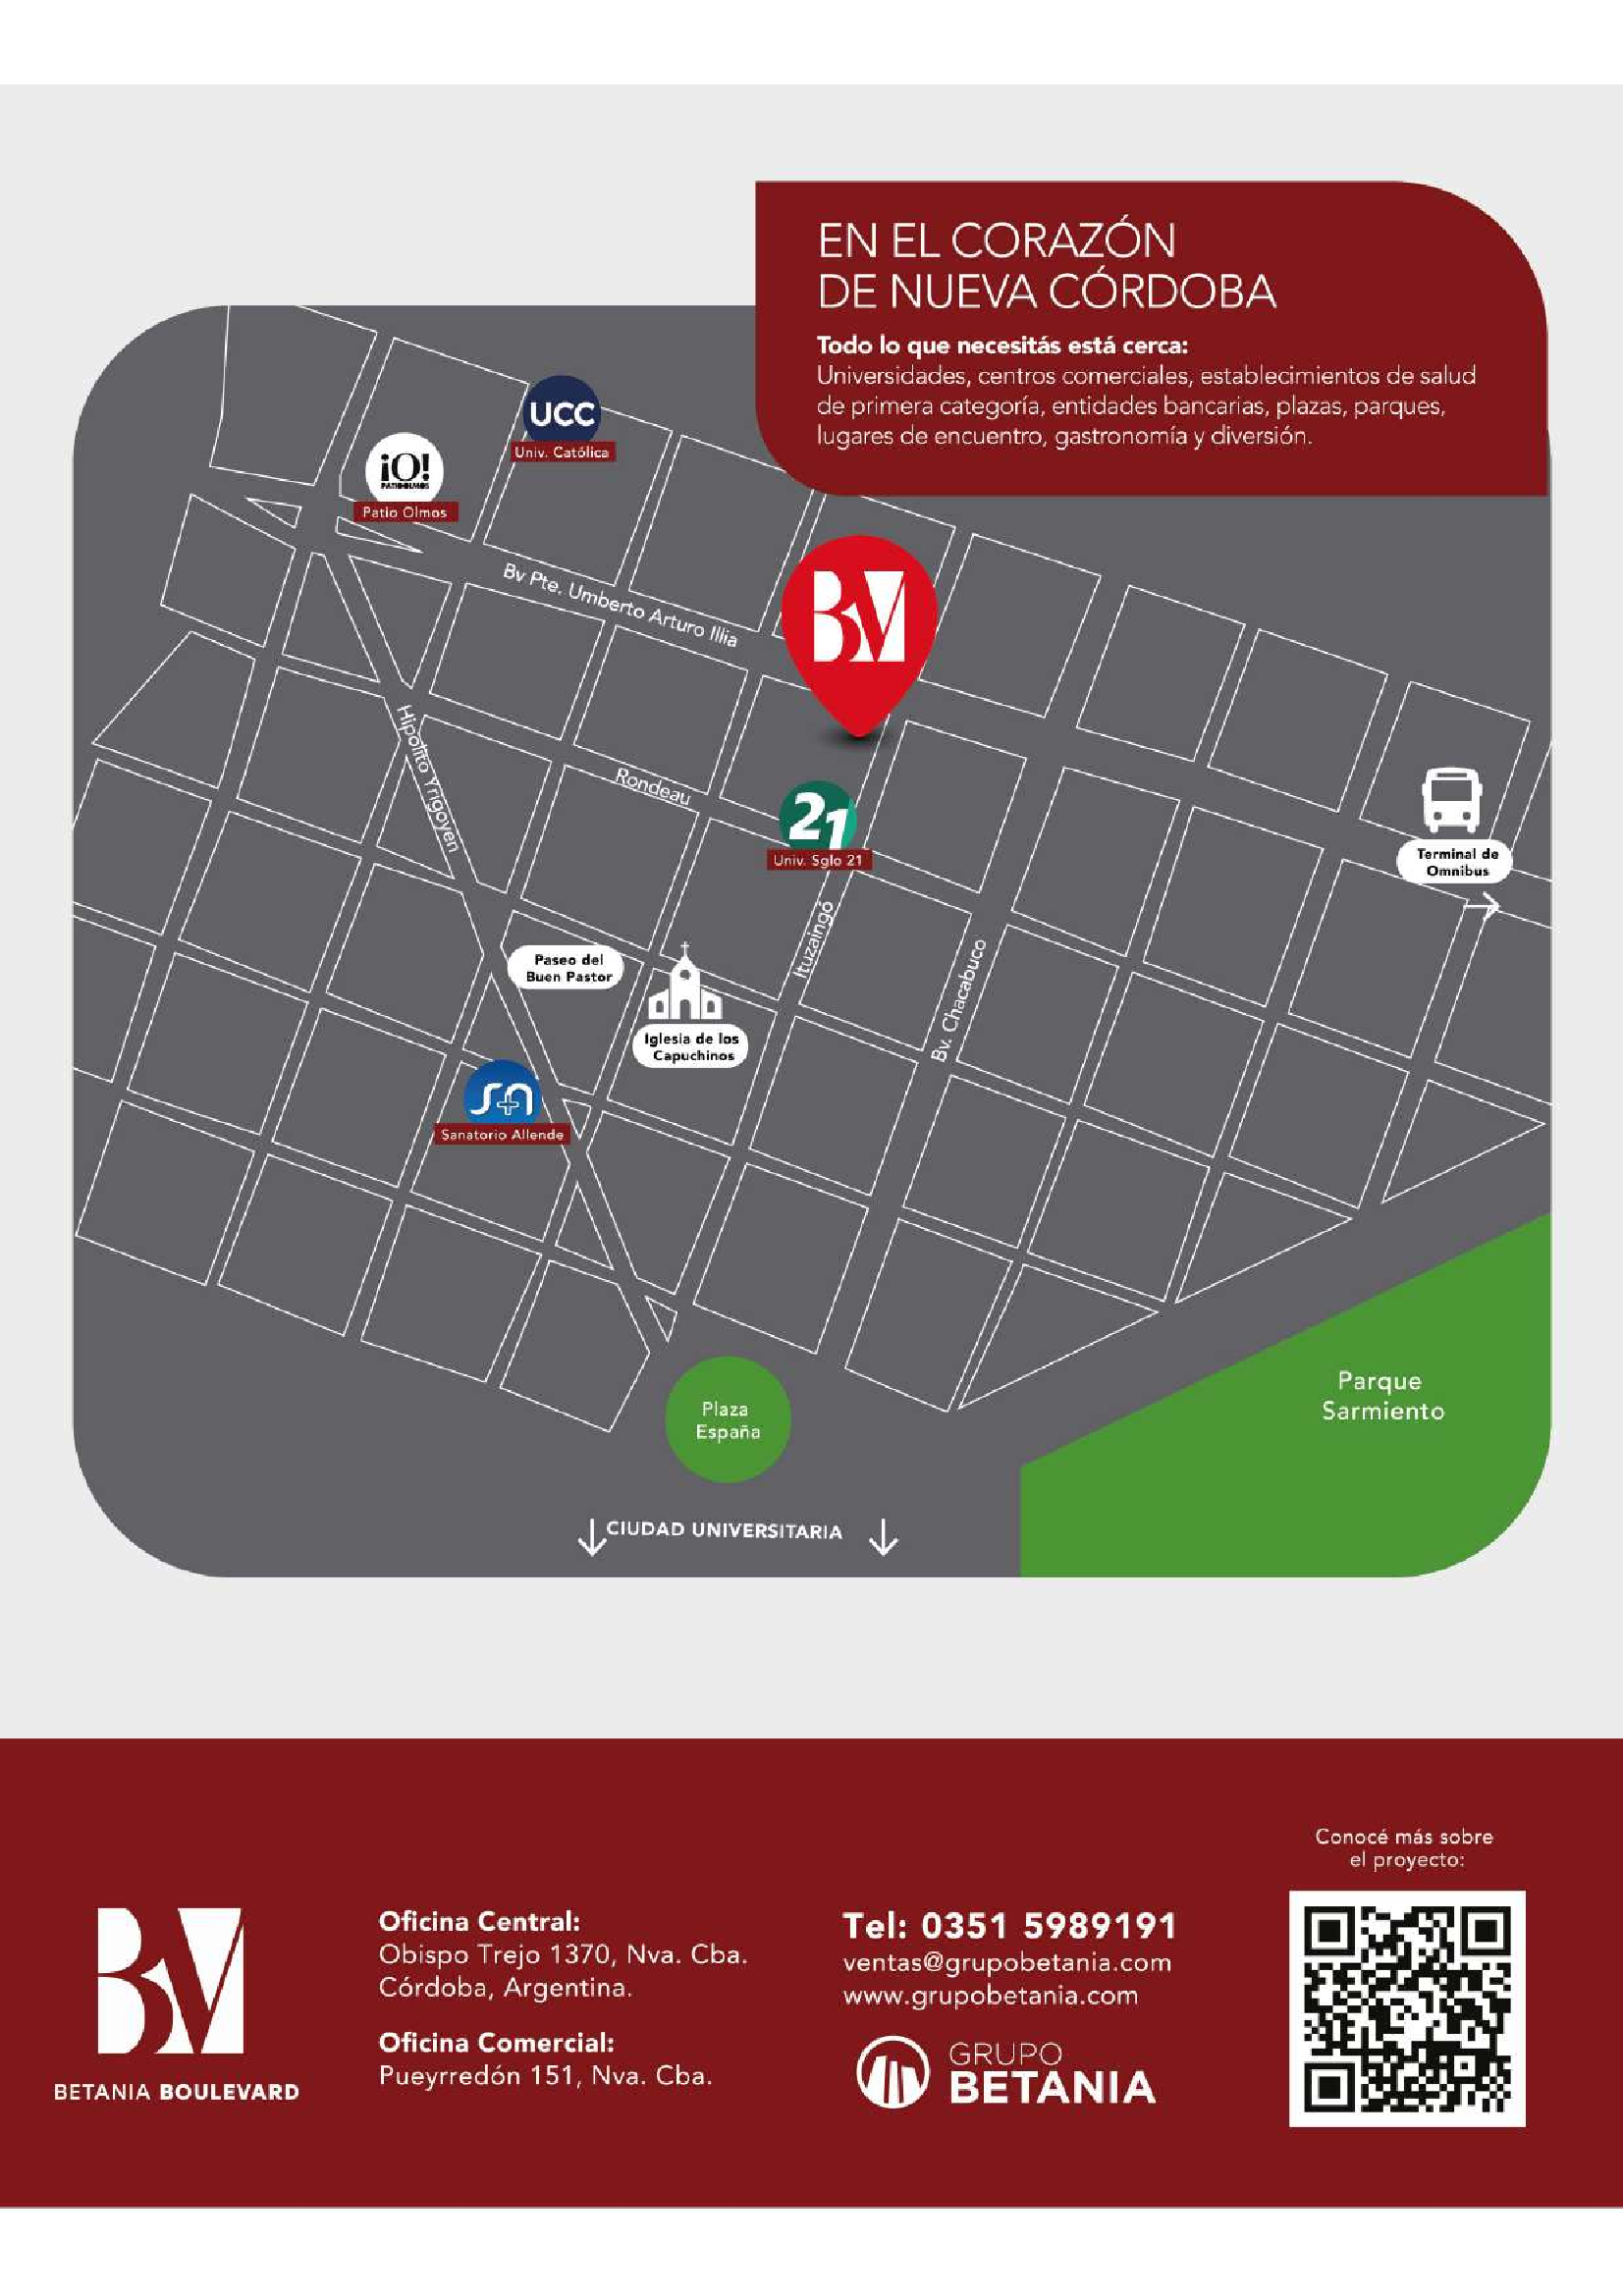 EN EL CORAZÓN
DE NUEVA CÓRDOBA
Todo lo que necesitás está cerca:
Universidades, centros comerciales, establecimientos de salud
de primera categoría, entidades bancarias, plazas, parques,
lugares de encuentro, gastronomía y diversión.
UCC
Univ. Católica
¡O!
PATIOOLMOS
Patio Olmos
Bv Pte. Umberto Arturo Illia
BV
Hipolito Yrigoyen
Rondeau
21
Univ. Sglo 21
Terminal de
Omnibus
Ituzaingó
Bv. Chacabuco
Paseo del
Buen Pastor
Iglesia de los
Capuchinos
Sanatorio Allende
Plaza
España
Parque
Sarmiento
CIUDAD UNIVERSITARIA
Conocé más sobre
el proyecto:
BV
BETANIA BOULEVARD
Oficina Central:
Obispo Trejo 1370, Nva. Cba.
Córdoba, Argentina.
Oficina Comercial:
Pueyrredón 151, Nva. Cba.
Tel: 0351 5989191
ventas@grupobetania.com
www.grupobetania.com
GRUPO
BETANIA